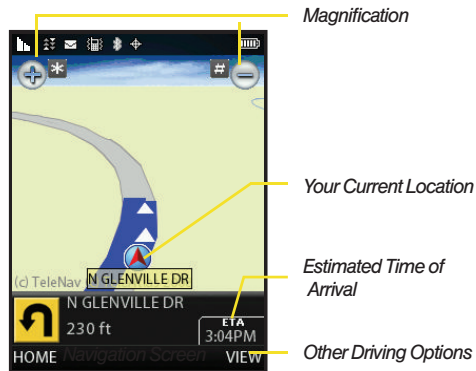 Magnification
* #
Your Current Location
(c) TeleNav N GLENVILLE DR
Estimated Time of
Arrival
N GLENVILLE DR
230 ft
ETA
3:04PM
HOME Navigation Screen VIEW
Other Driving Options